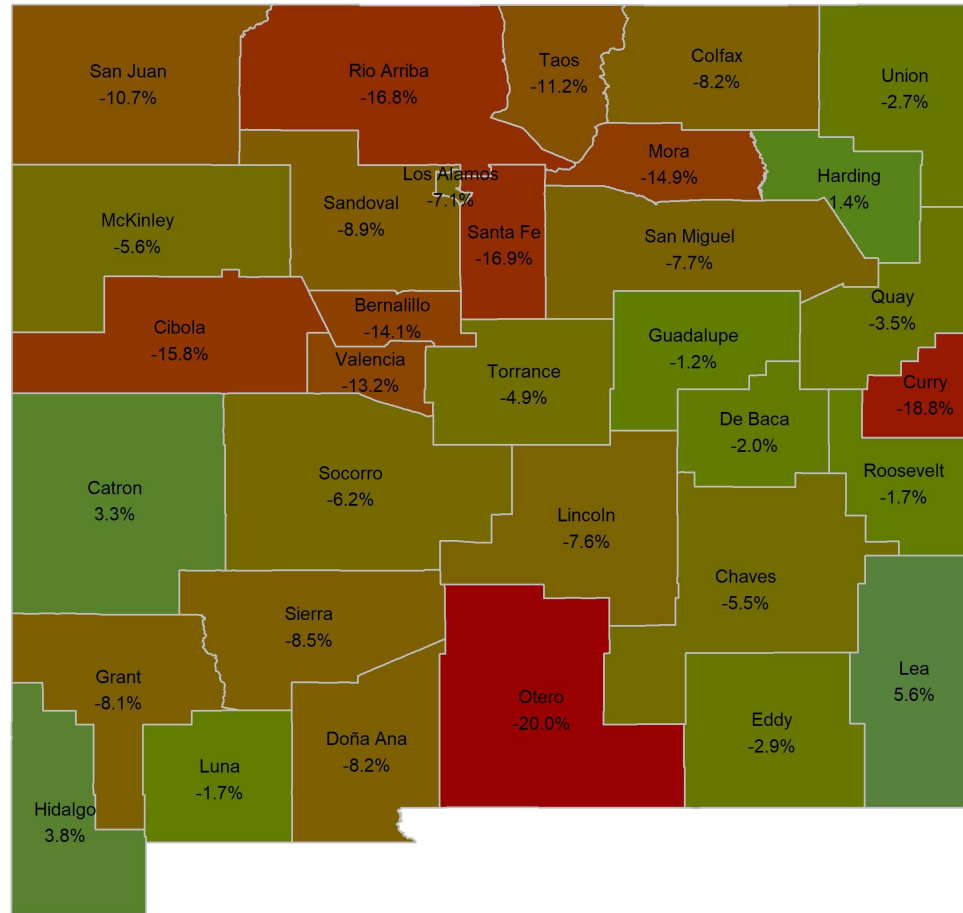 San Juan
-10.7%
Rio Arriba
-16.8%
Taos
-11.2%
Colfax
-8.2%
Union
-2.7%
Mora
-14.9%
Harding
1.4%
Los Alamos
-7.1%
Sandoval
-8.9%
McKinley
-5.6%
Santa Fe
-16.9%
San Miguel
-7.7%
Quay
-3.5%
Bernalillo
-14.1%
Cibola
-15.8%
Guadalupe
-1.2%
Valencia
-13.2%
Torrance
-4.9%
Curry
-18.8%
De Baca
-2.0%
Roosevelt
-1.7%
Socorro
-6.2%
Catron
3.3%
Lincoln
-7.6%
Chaves
-5.5%
Sierra
-8.5%
Grant
-8.1%
Lea
5.6%
Otero
-20.0%
Eddy
-2.9%
Doña Ana
-8.2%
Luna
-1.7%
Hidalgo
3.8%